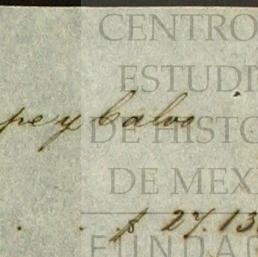 CENTRO
ESTUDI
pe y Calvo
DE HISTO
DE MEX
$ 27.13
FUNDAC